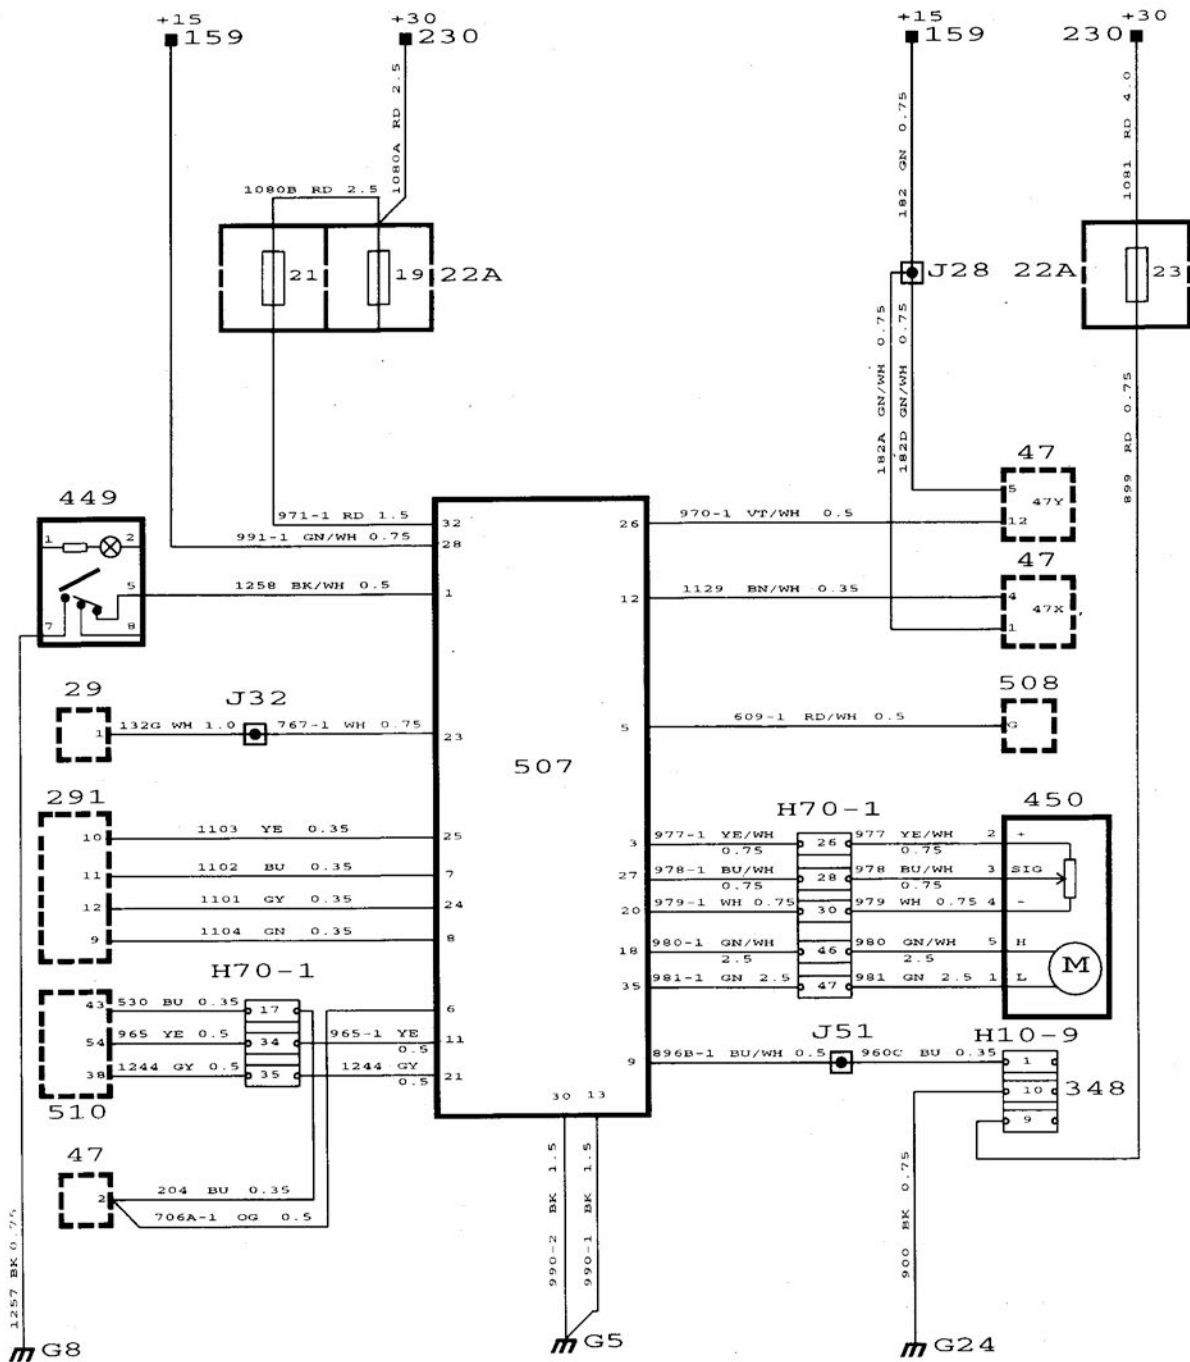 +15
159
+30
230
+15
159
+30
230
1080A RD 2.5
1080B RD 2.5
182 GN 0.75
1081 RD 4.0
21
19
22A
J28
22A
23
182A GN/WH 0.75
182D GN/WH 0.75
899 RD 0.75
449
1
2
5
7
8
971-1 RD 1.5
32
991-1 GN/WH 0.75
28
1258 BK/WH 0.5
1
26
970-1 VT/WH 0.5
47
5
47Y
12
12
1129 BN/WH 0.35
47
4
47X
1
29
1
132G WH 1.0
J32
767-1 WH 0.75
23
507
5
609-1 RD/WH 0.5
508
G
291
10
1103 YE 0.35
25
11
1102 BU 0.35
7
12
1101 GY 0.35
24
9
1104 GN 0.35
8
H70-1
450
3
977-1 YE/WH
0.75
26
977 YE/WH
0.75
2
+
27
978-1 BU/WH
0.75
28
978 BU/WH
0.75
3
SIG
20
979-1 WH 0.75
30
979 WH 0.75
4
-
18
980-1 GN/WH
2.5
46
980 GN/WH
2.5
5
H
35
981-1 GN 2.5
47
981 GN 2.5
1
L
M
H70-1
43
530 BU 0.35
17
6
54
965 YE 0.5
34
965-1 YE
0.5
11
38
1244 GY 0.5
35
1244 GY
0.5
21
510
J51
H10-9
9
896B-1 BU/WH 0.5
960C BU 0.35
1
10
348
9
30
13
47
2
204 BU 0.35
706A-1 OG 0.5
1257 BK 0.75
990-2 BK 1.5
990-1 BK 1.5
900 BK 0.75
G8
G5
G24